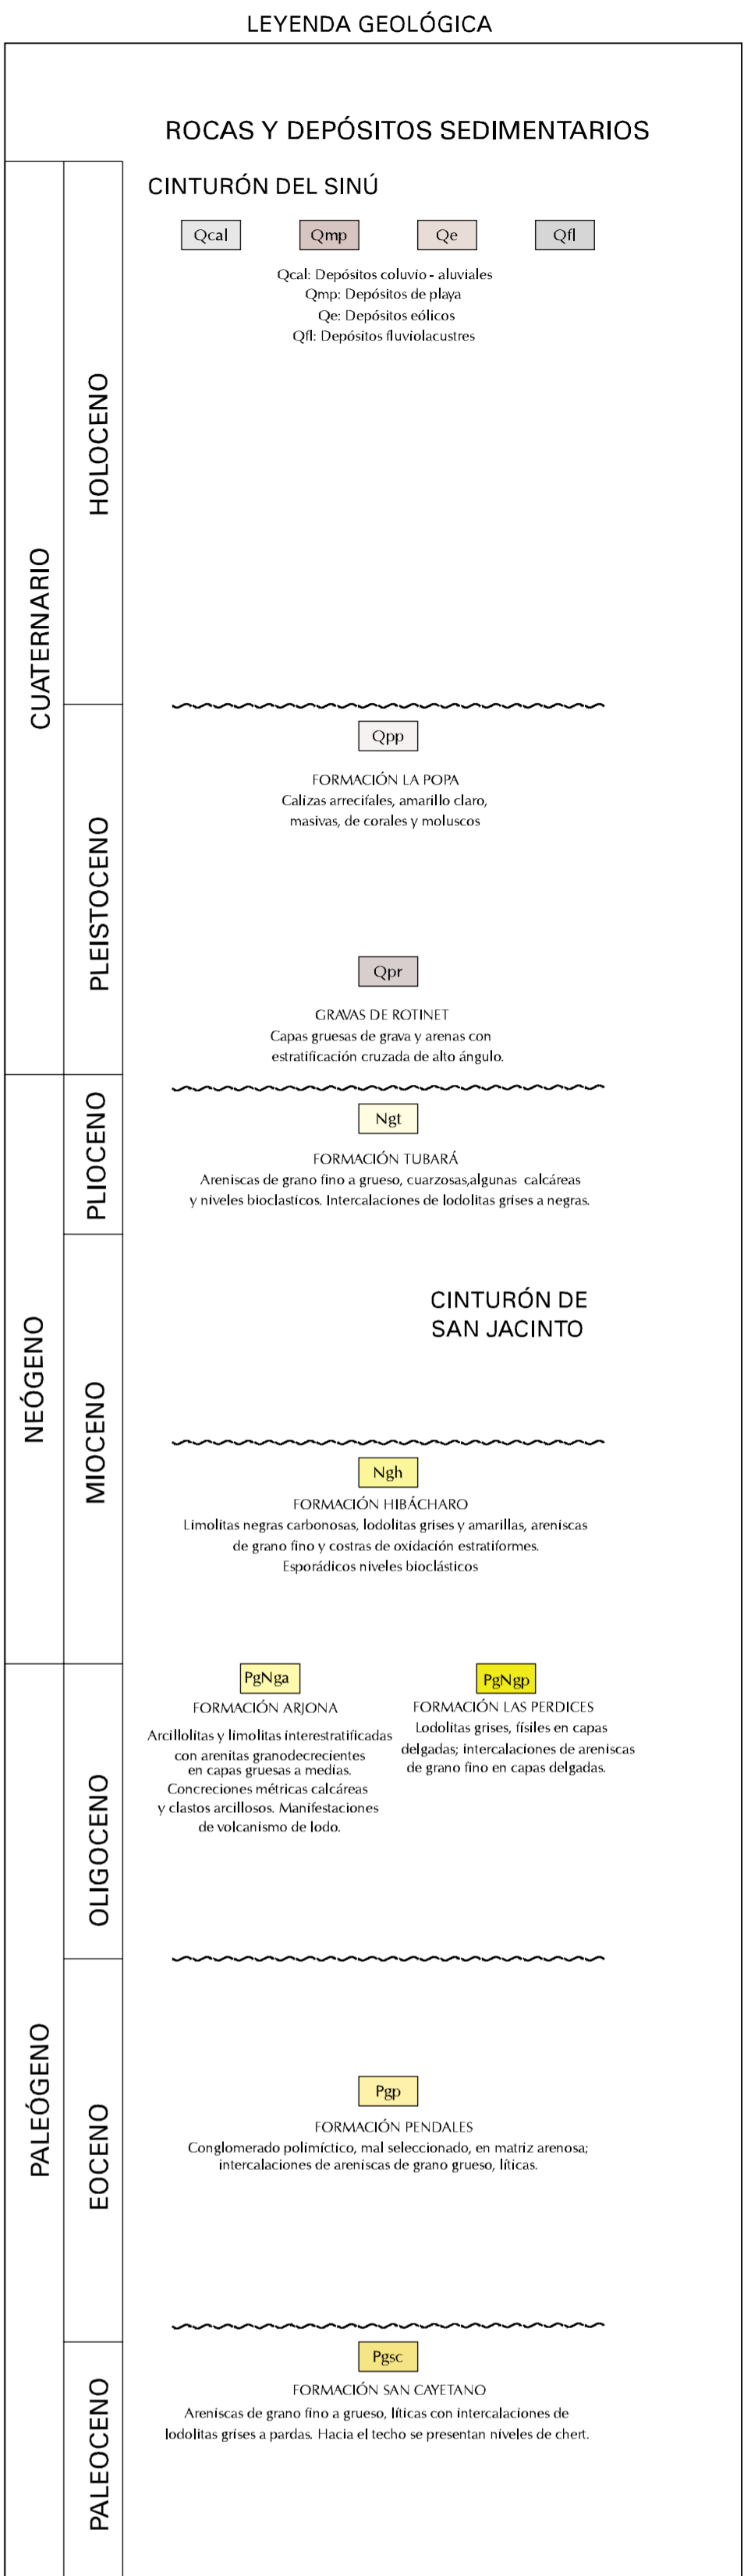 LEYENDA GEOLÓGICA
ROCAS Y DEPÓSITOS SEDIMENTARIOS
CUATERNARIO
HOLOCENO
CINTURÓN DEL SINÚ
Qcal
Qmp
Qe
Qfl
Qcal: Depósitos coluvio - aluviales
Qmp: Depósitos de playa
Qe: Depósitos eólicos
Qfl: Depósitos fluviolacustres
PLEISTOCENO
Qpp
FORMACIÓN LA POPA
Calizas arrecifales, amarillo claro,
masivas, de corales y moluscos
Qpr
GRAVAS DE ROTINET
Capas gruesas de grava y arenas con
estratificación cruzada de alto ángulo.
NEÓGENO
PLIOCENO
Ngt
FORMACIÓN TUBARÁ
Areniscas de grano fino a grueso, cuarzosas,algunas calcáreas
y niveles bioclasticos. Intercalaciones de lodolitas grises a negras.
MIOCENO
CINTURÓN DE
SAN JACINTO
Ngh
FORMACIÓN HIBÁCHARO
Limolitas negras carbonosas, lodolitas grises y amarillas, areniscas
de grano fino y costras de oxidación estratiformes.
Esporádicos niveles bioclásticos
PALEÓGENO
OLIGOCENO
PgNga
FORMACIÓN ARJONA
Arcillolitas y limolitas interestratificadas
con arenitas granodecrecientes
en capas gruesas a medias.
Concreciones métricas calcáreas
y clastos arcillosos. Manifestaciones
de volcanismo de lodo.
PgNgp
FORMACIÓN LAS PERDICES
Lodolitas grises, físiles en capas
delgadas; intercalaciones de areniscas
de grano fino en capas delgadas.
EOCENO
Pgp
FORMACIÓN PENDALES
Conglomerado polimíctico, mal seleccionado, en matriz arenosa;
intercalaciones de areniscas de grano grueso, líticas.
PALEOCENO
Pgsc
FORMACIÓN SAN CAYETANO
Areniscas de grano fino a grueso, líticas con intercalaciones de
lodolitas grises a pardas. Hacia el techo se presentan niveles de chert.